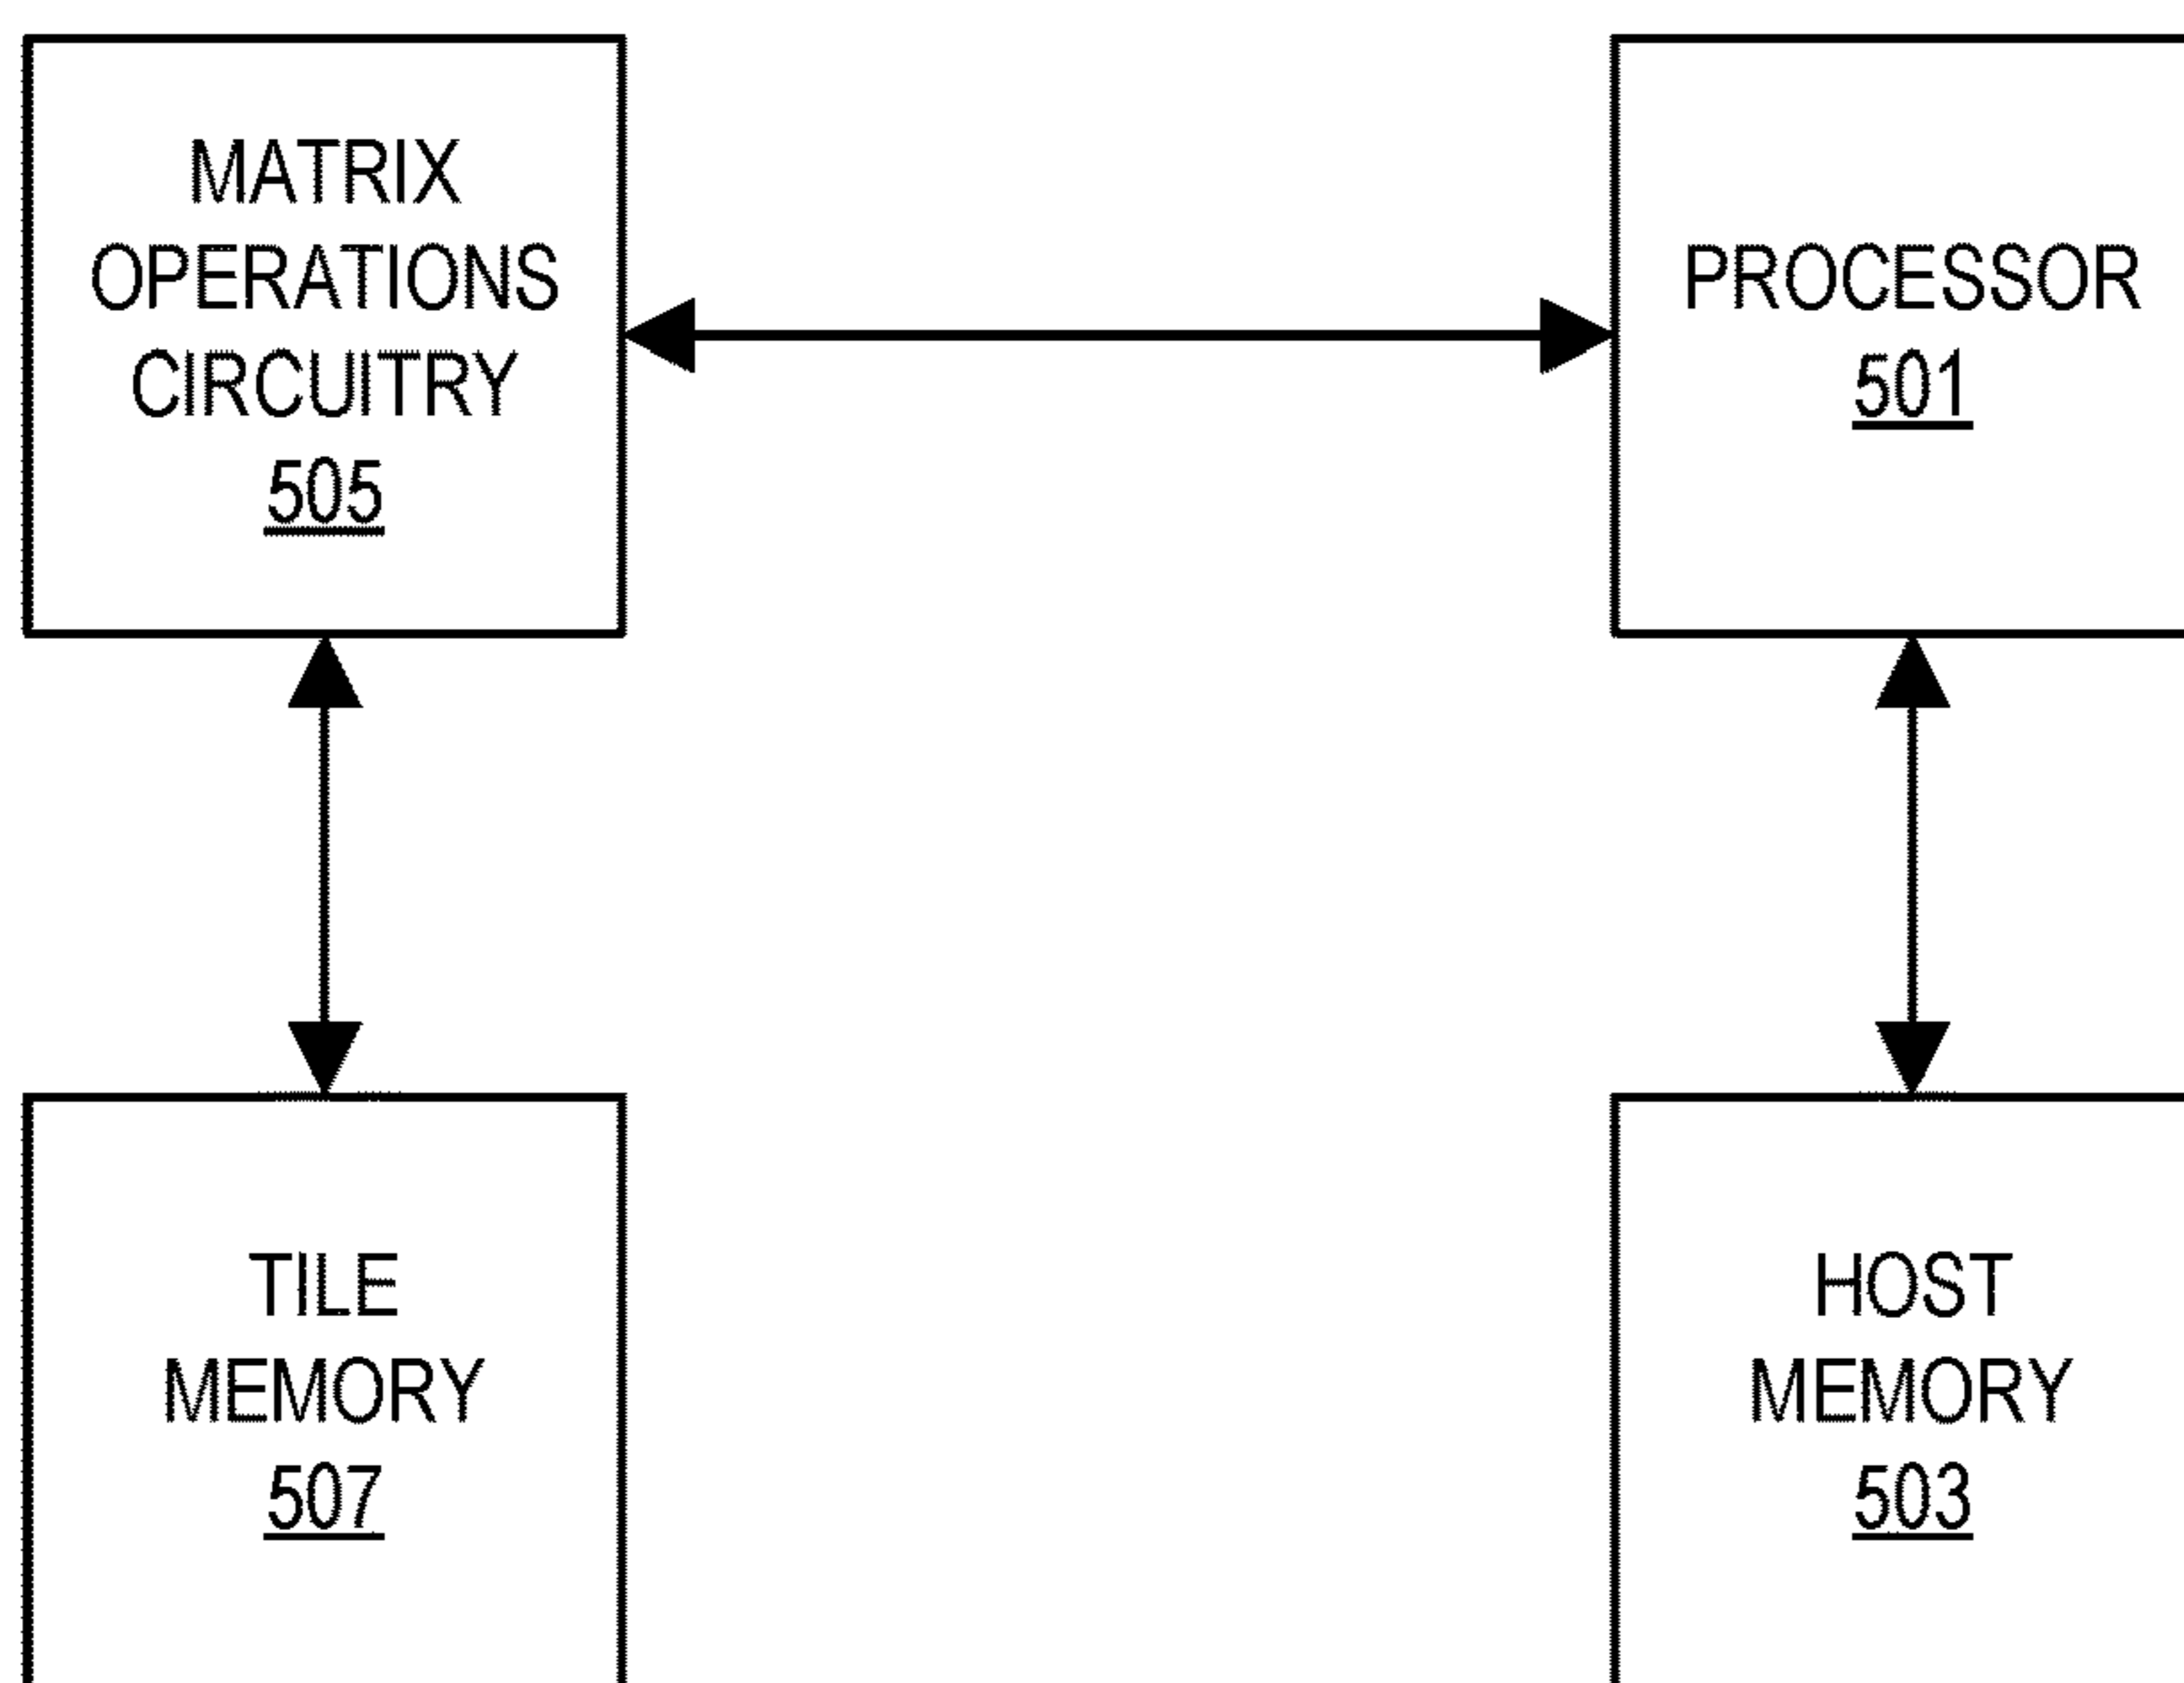 MATRIX
OPERATIONS
CIRCUITRY
505
PROCESSOR
501
TILE
MEMORY
507
HOST
MEMORY
503